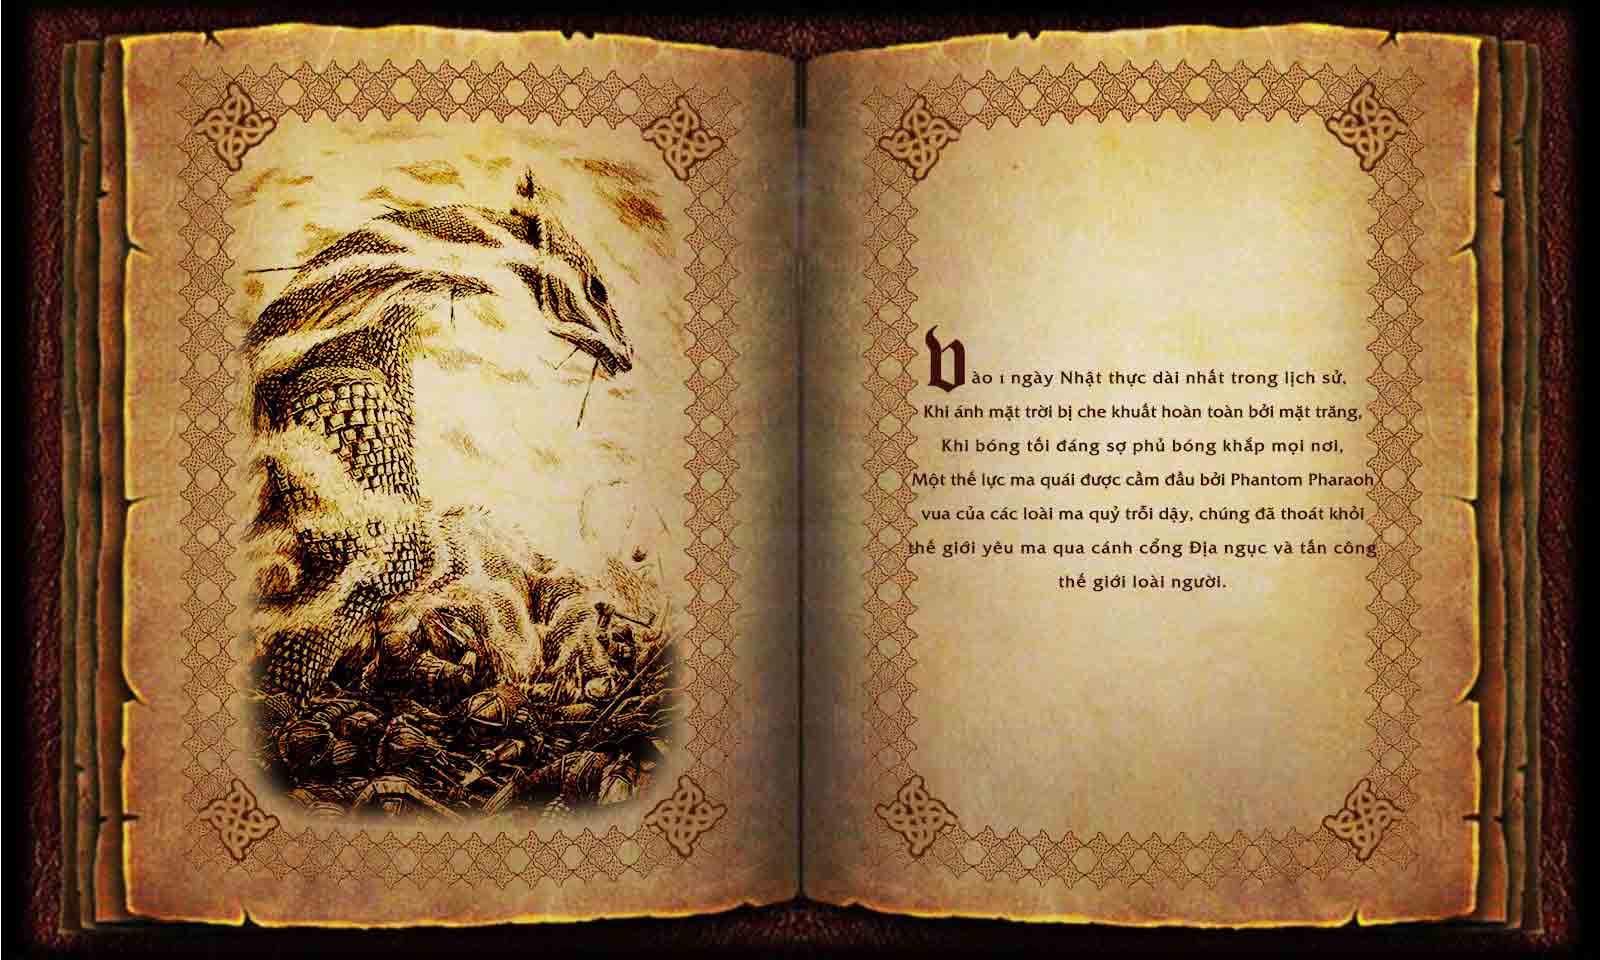 Vào 1 ngày Nhật thực dài nhất trong lịch sử,
Khi ánh mặt trời bị che khuất hoàn toàn bởi mặt trăng,
Khi bóng tối đáng sợ phủ bóng khắp mọi nơi,
Một thế lực ma quái được cầm đầu bởi Phantom Pharaoh
vua của các loài ma quỷ trỗi dậy, chúng đã thoát khỏi
thế giới yêu ma qua cánh cổng Địa ngục và tấn công
thế giới loài người.